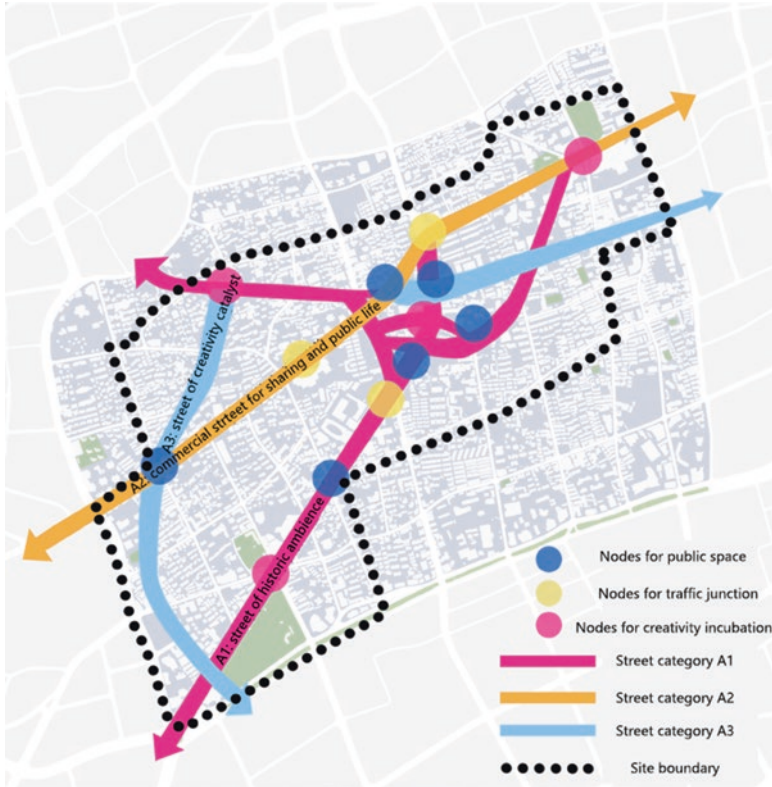 A3: street of creativity catalyst
A2: commercial strteet for sharing and public life
A1: street of historic ambience
Nodes for public space
Nodes for traffic junction
Nodes for creativity incubation
Street category A1
Street category A2
Street category A3
Site boundary